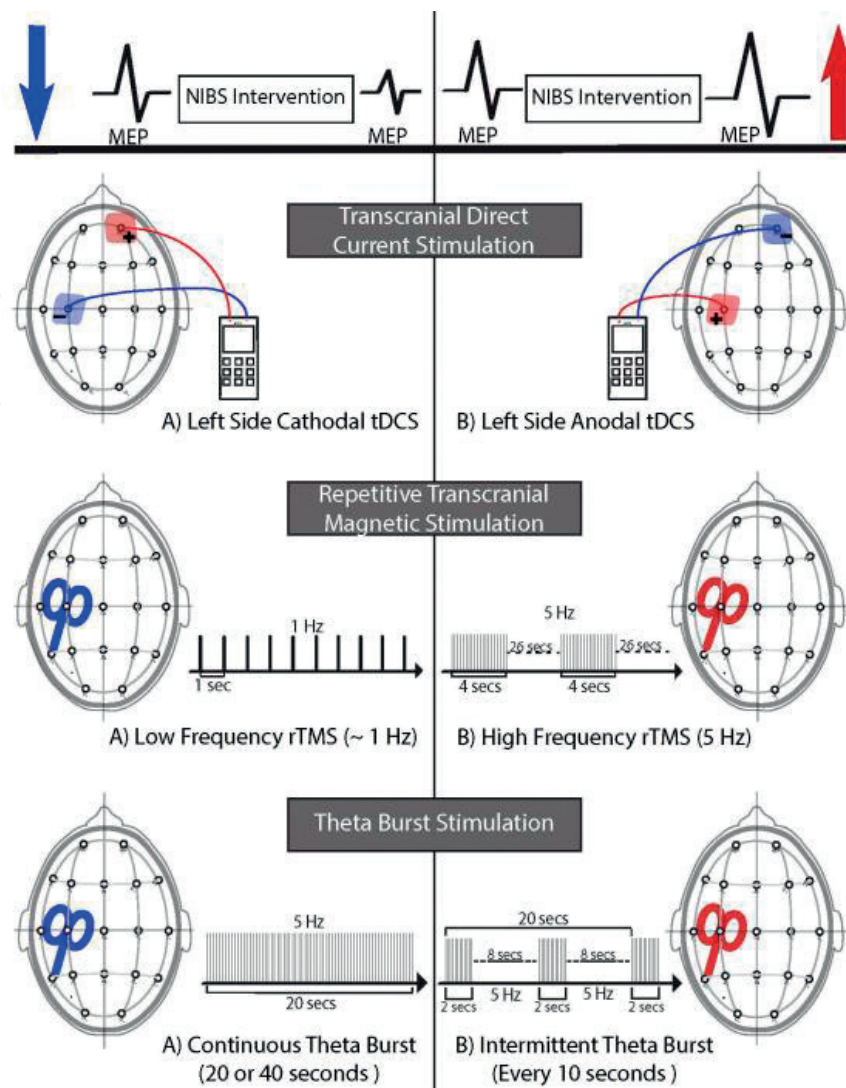 NIBS Intervention
MEP
MEP
NIBS Intervention
MEP
MEP
Transcranial Direct
Current Stimulation
+
-
-
+
A) Left Side Cathodal tDCS
B) Left Side Anodal tDCS
Repetitive Transcranial
Magnetic Stimulation
1 Hz
1 sec
5 Hz
26 secs
26 secs
4 secs
4 secs
A) Low Frequency rTMS (~ 1 Hz)
B) High Frequency rTMS (5 Hz)
Theta Burst Stimulation
5 Hz
20 secs
20 secs
8 secs
8 secs
5 Hz
5 Hz
2 secs
2 secs
2 secs
A) Continuous Theta Burst
(20 or 40 seconds )
B) Intermittent Theta Burst
(Every 10 seconds)